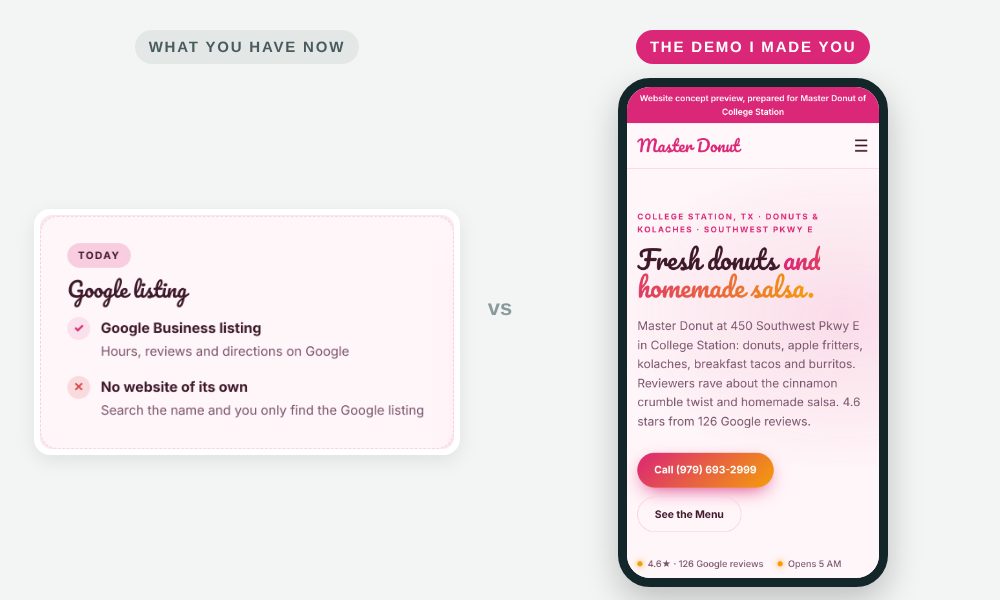 WHAT YOU HAVE NOW
TODAY
Google listing
Google Business listing
Hours, reviews and directions on Google
No website of its own
Search the name and you only find the Google listing
vs
THE DEMO I MADE YOU
Website concept preview, prepared for Master Donut of
College Station
Master Donut
COLLEGE STATION, TX · DONUTS &
KOLACHES · SOUTHWEST PKWY E
Fresh donuts and
homemade salsa.
Master Donut at 450 Southwest Pkwy E
in College Station: donuts, apple fritters,
kolaches, breakfast tacos and burritos.
Reviewers rave about the cinnamon
crumble twist and homemade salsa. 4.6
stars from 126 Google reviews.
Call (979) 693-2999
See the Menu
4.6★ · 126 Google reviews Opens 5 AM